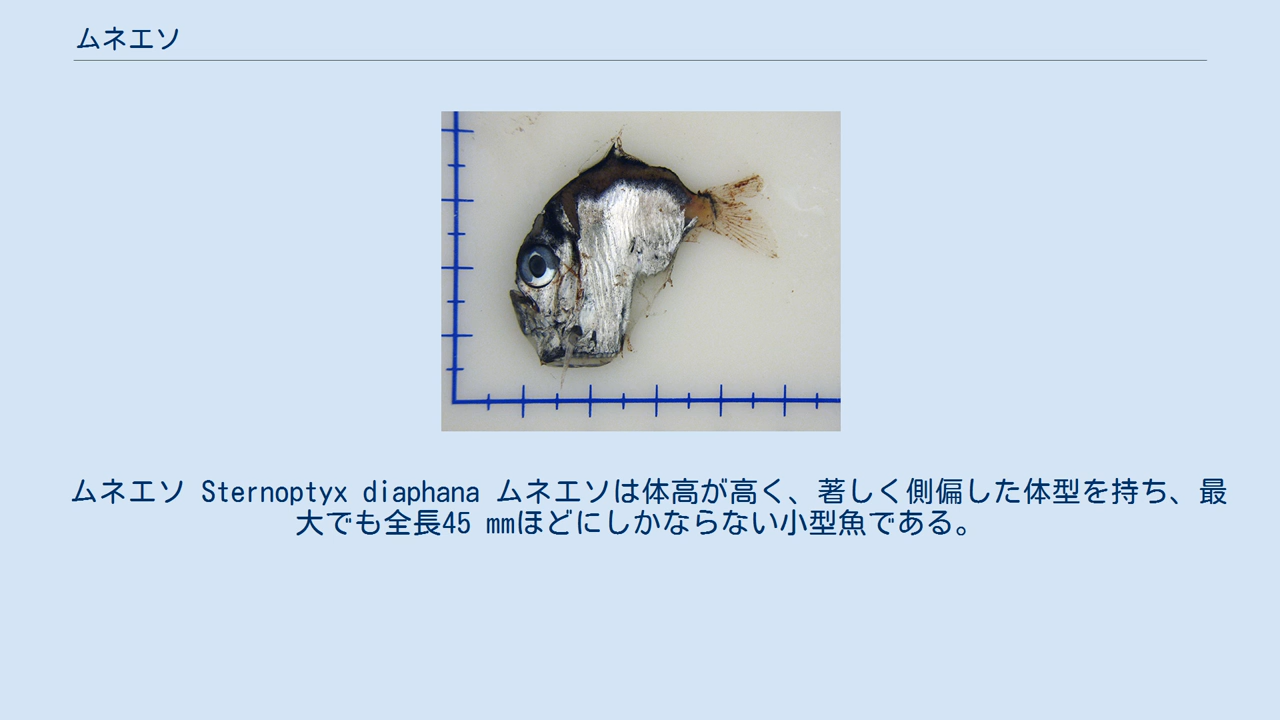 ムネエソ
ムネエソ Sternoptyx diaphana ムネエソは体高が高く、著しく側偏した体型を持ち、最
大でも全長45 mmほどにしかならない小型魚である。